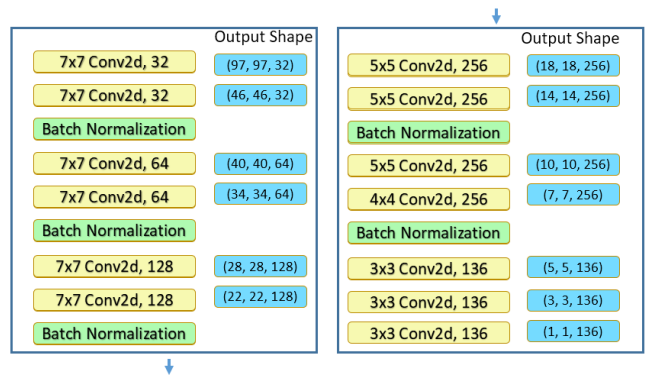 Output Shape
7x7 Conv2d, 32 (97, 97, 32)
7x7 Conv2d, 32 (46, 46, 32)
Batch Normalization
7x7 Conv2d, 64 (40, 40, 64)
7x7 Conv2d, 64 (34, 34, 64)
Batch Normalization
7x7 Conv2d, 128 (28, 28, 128)
7x7 Conv2d, 128 (22, 22, 128)
Batch Normalization
Output Shape
5x5 Conv2d, 256 (18, 18, 256)
5x5 Conv2d, 256 (14, 14, 256)
Batch Normalization
5x5 Conv2d, 256 (10, 10, 256)
4x4 Conv2d, 256 (7, 7, 256)
Batch Normalization
3x3 Conv2d, 136 (5, 5, 136)
3x3 Conv2d, 136 (3, 3, 136)
3x3 Conv2d, 136 (1, 1, 136)